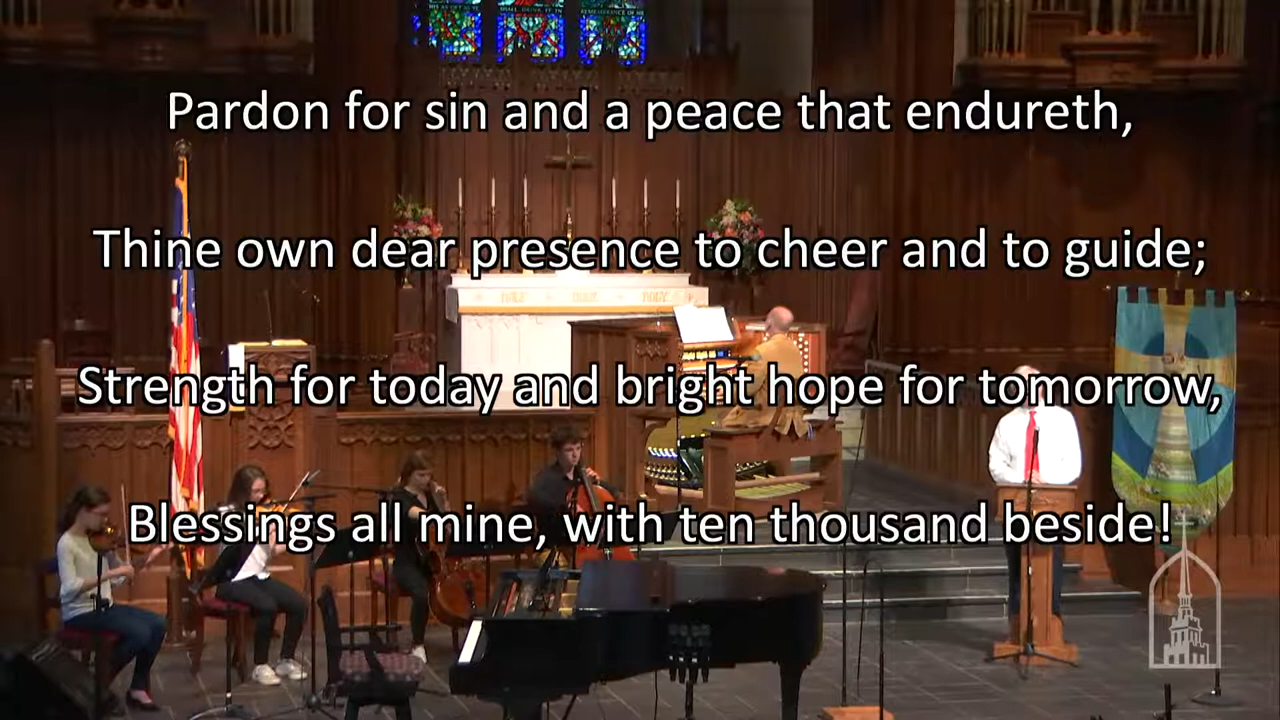 Pardon for sin and a peace that endureth,
Thine own dear presence to cheer and to guide;
Strength for today and bright hope for tomorrow,
Blessings all mine, with ten thousand beside!